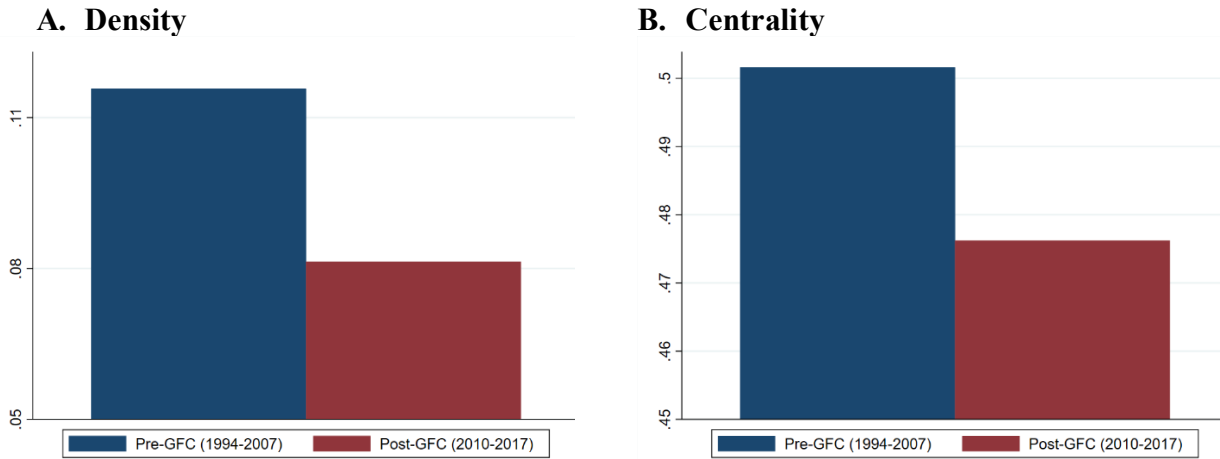 A. Density
.11
.08
.05
Pre-GFC (1994-2007) Post-GFC (2010-2017)
B. Centrality
.5
.49
.48
.47
.46
.45
Pre-GFC (1994-2007) Post-GFC (2010-2017)